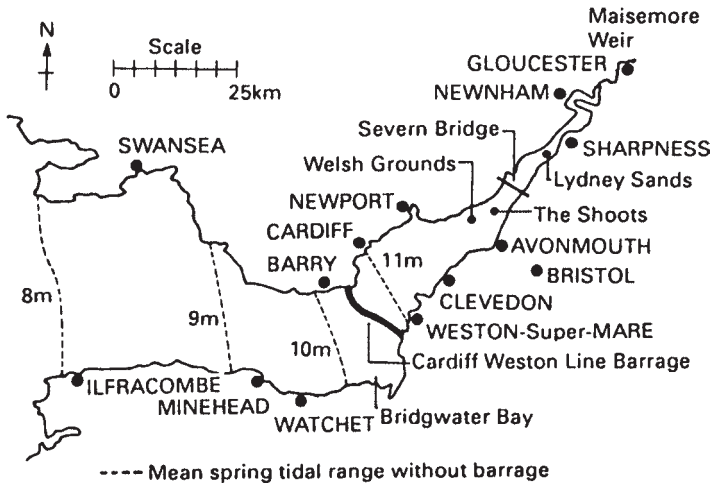 Maisemore
Weir
N
Scale
0 25km
GLOUCESTER
NEWNHAM
Severn Bridge
SWANSEA
SHARPNESS
Welsh Grounds
Lydney Sands
NEWPORT
The Shoots
CARDIFF
AVONMOUTH
BARRY
11m
BRISTOL
8m
9m
CLEVEDON
10m
WESTON-Super-MARE
Cardiff Weston Line Barrage
ILFRACOMBE
MINEHEAD
WATCHET
Bridgwater Bay
Mean spring tidal range without barrage